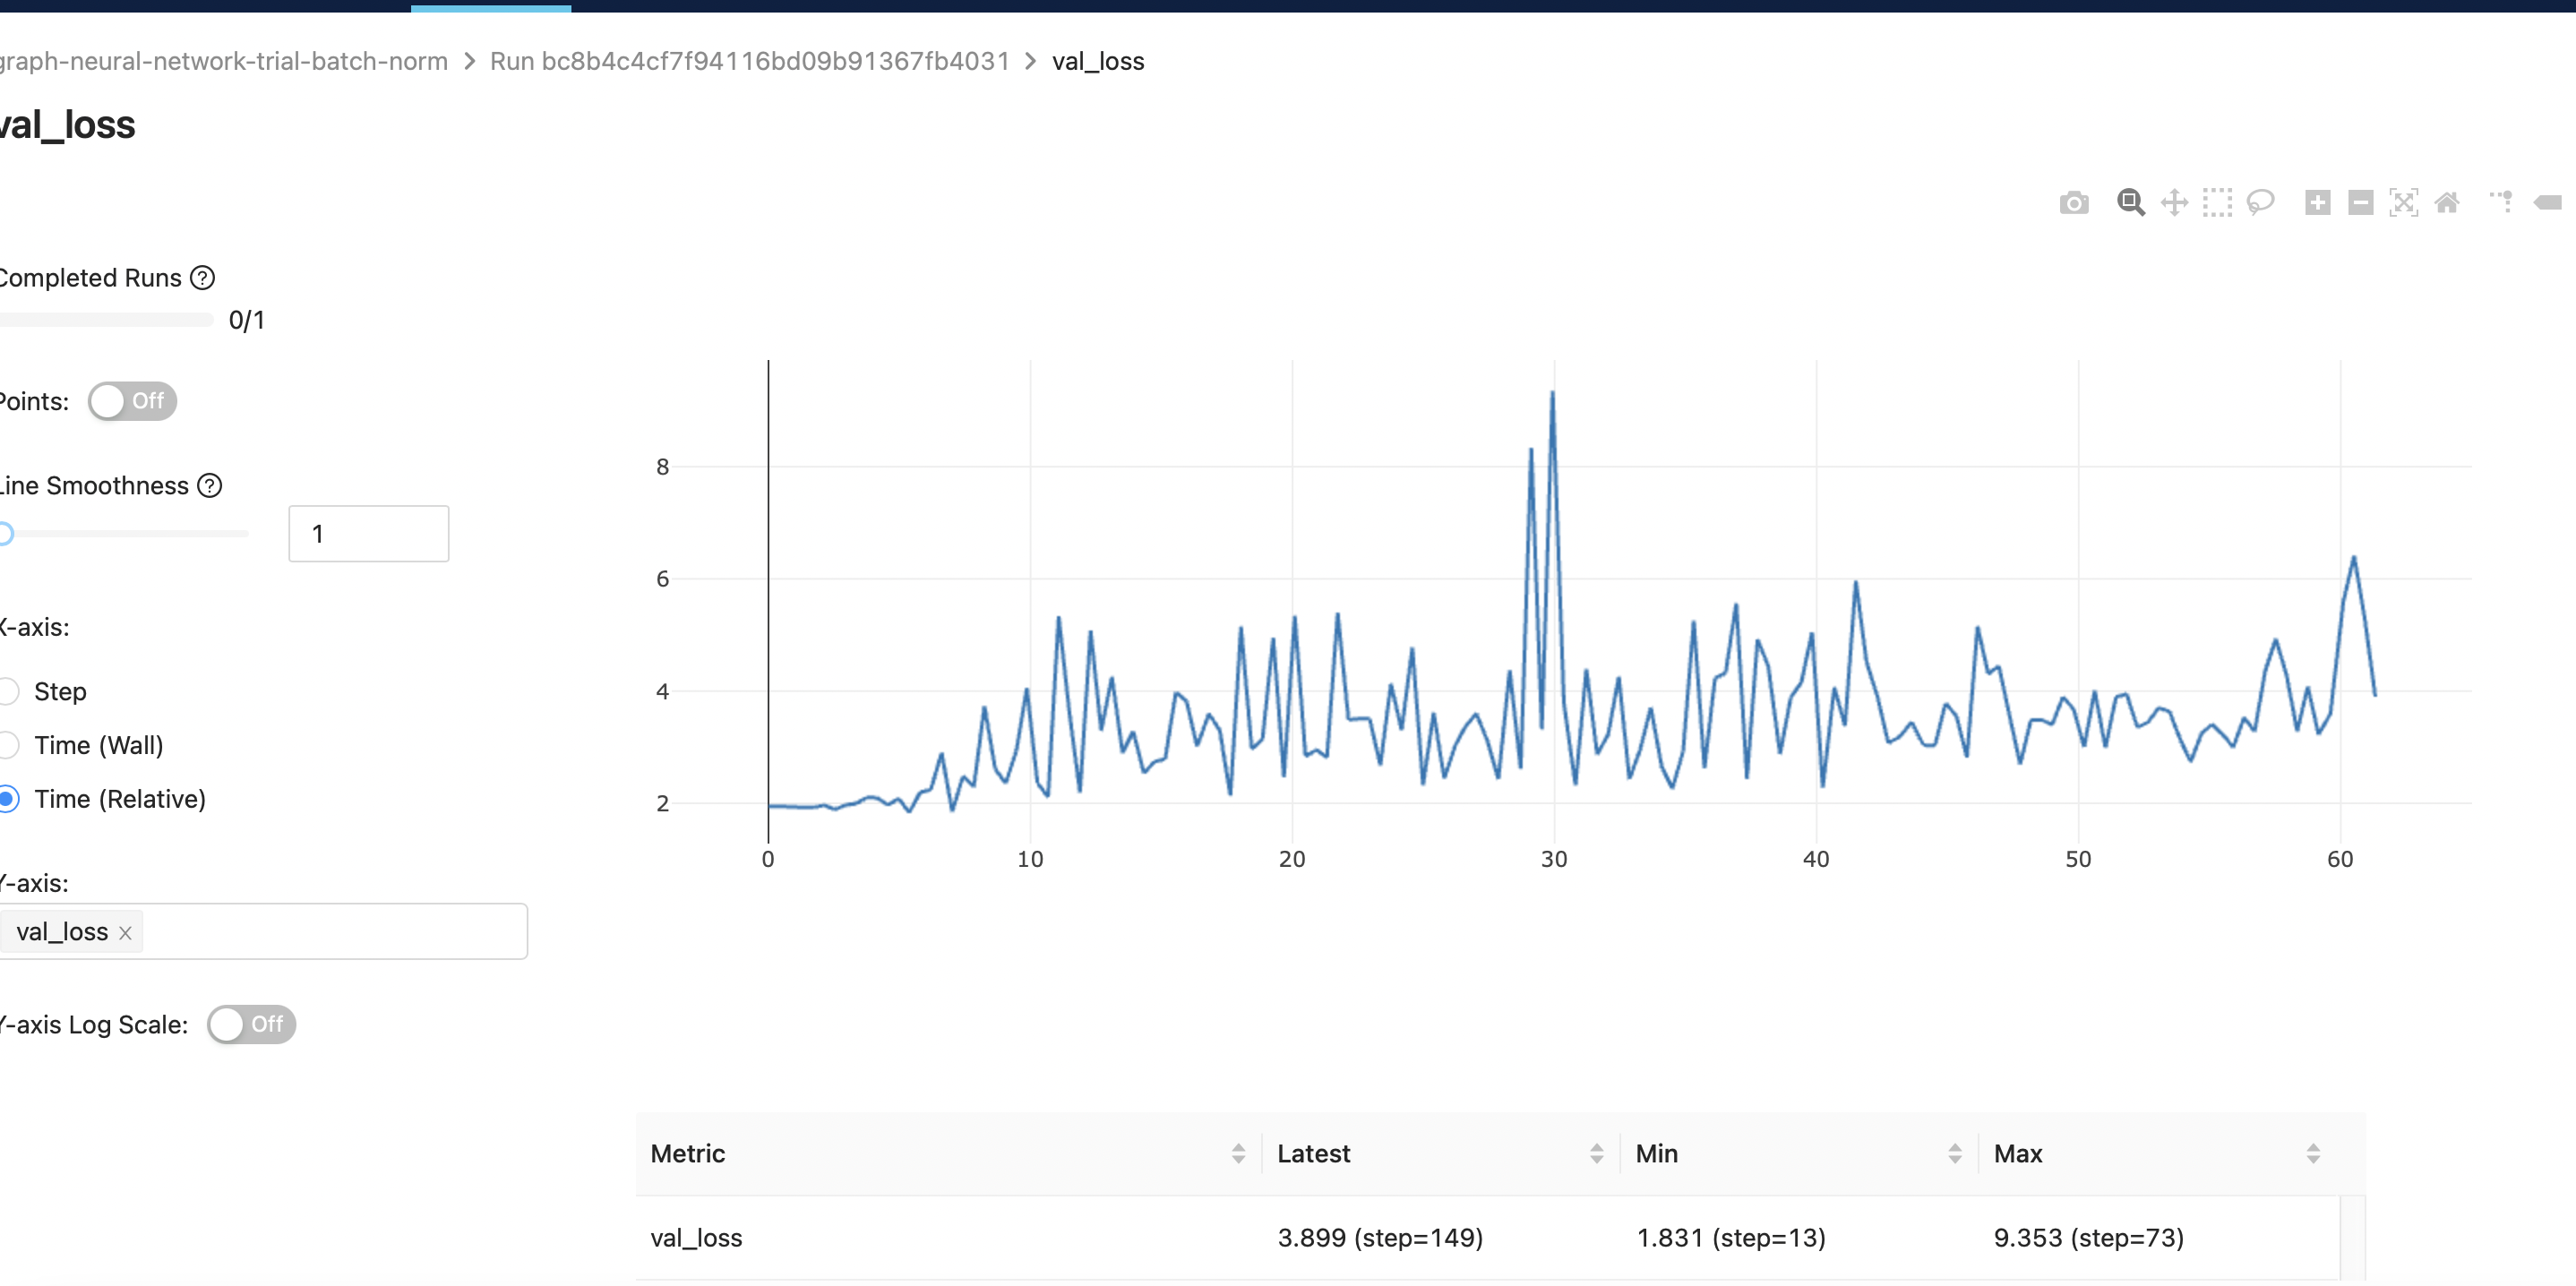 graph-neural-network-trial-batch-norm > Run bc8b4c4cf7f94116bd09b91367fb4031 > val_loss
val_loss
Completed Runs ?
0/1
Points: Off
Line Smoothness ?
1
X-axis:
Step
Time (Wall)
Time (Relative)
Y-axis:
val_loss ×
Y-axis Log Scale: Off
8
6
4
2
0 10 20 30 40 50 60
Metric Latest Min Max
val_loss 3.899 (step=149) 1.831 (step=13) 9.353 (step=73)